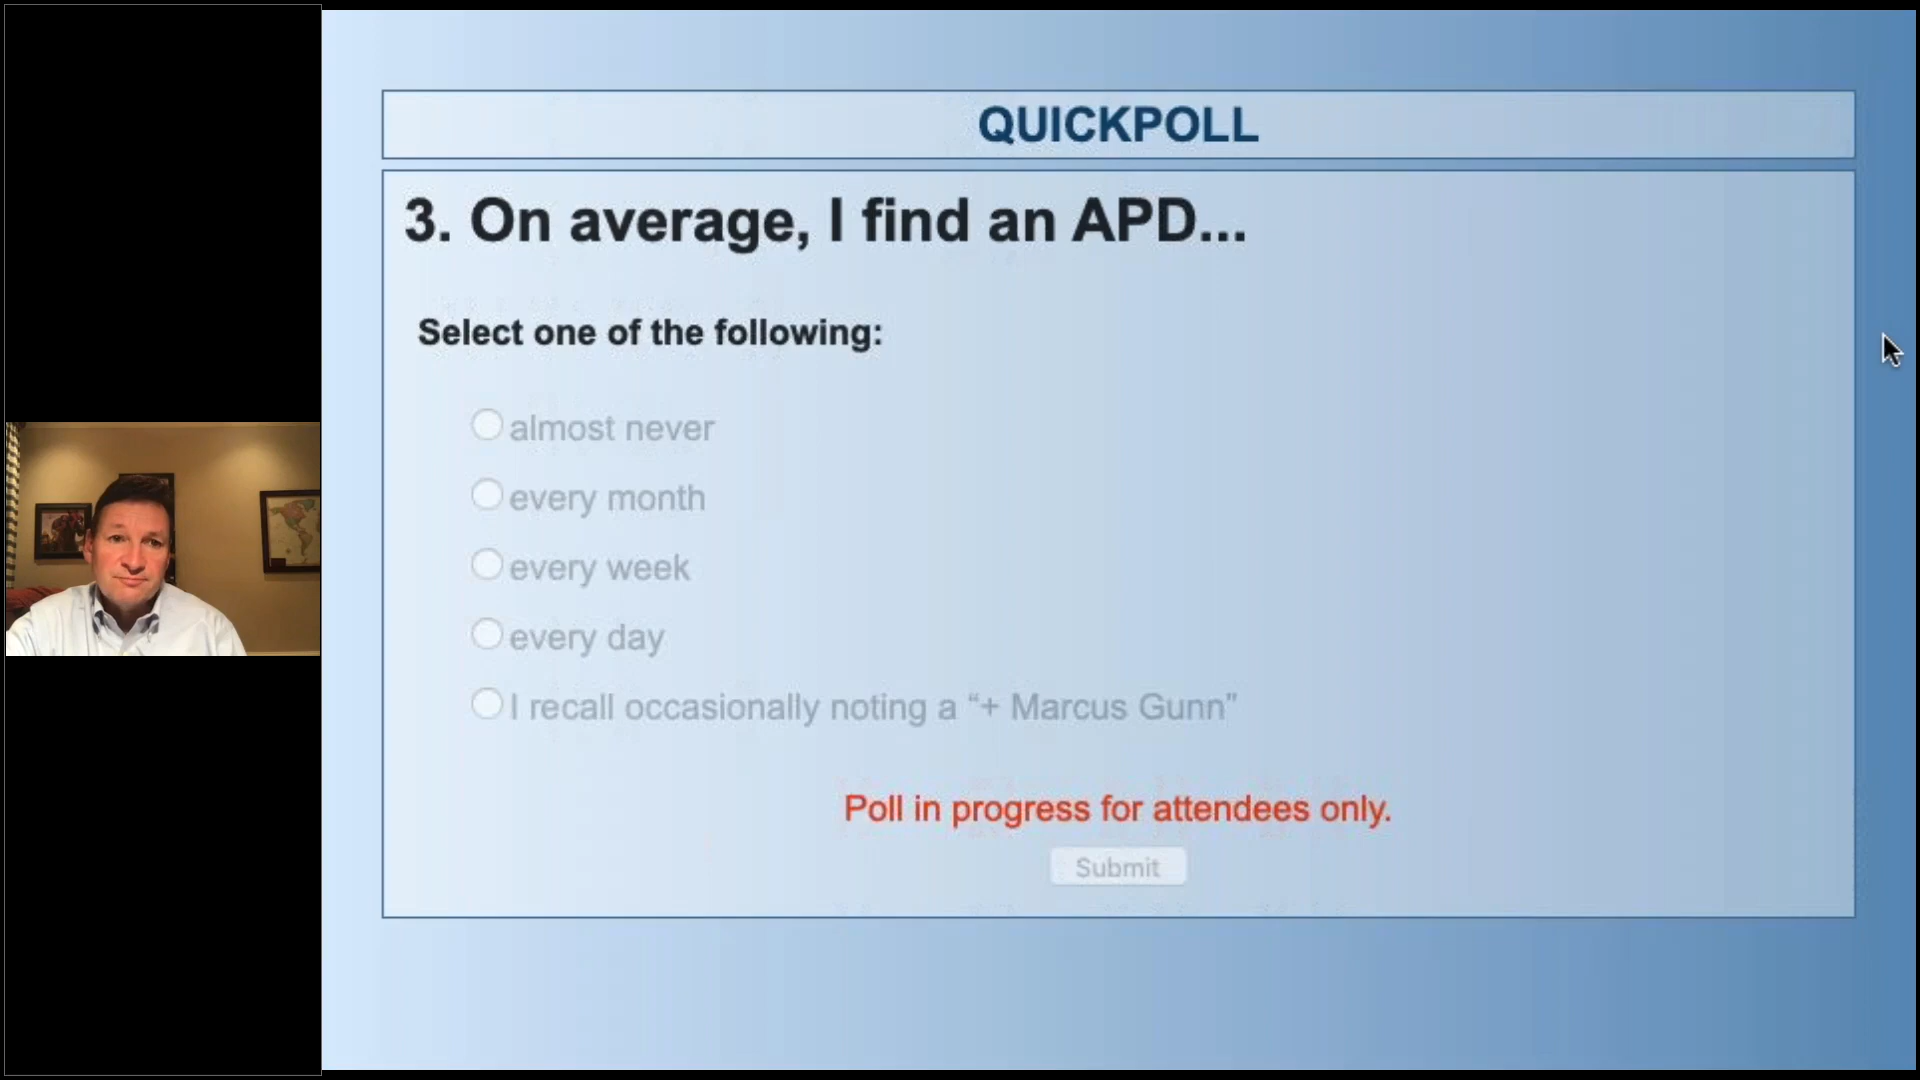 QUICKPOLL
3. On average, I find an APD...
Select one of the following:
almost never
every month
every week
every day
I recall occasionally noting a “+ Marcus Gunn"
Poll in progress for attendees only.
Submit